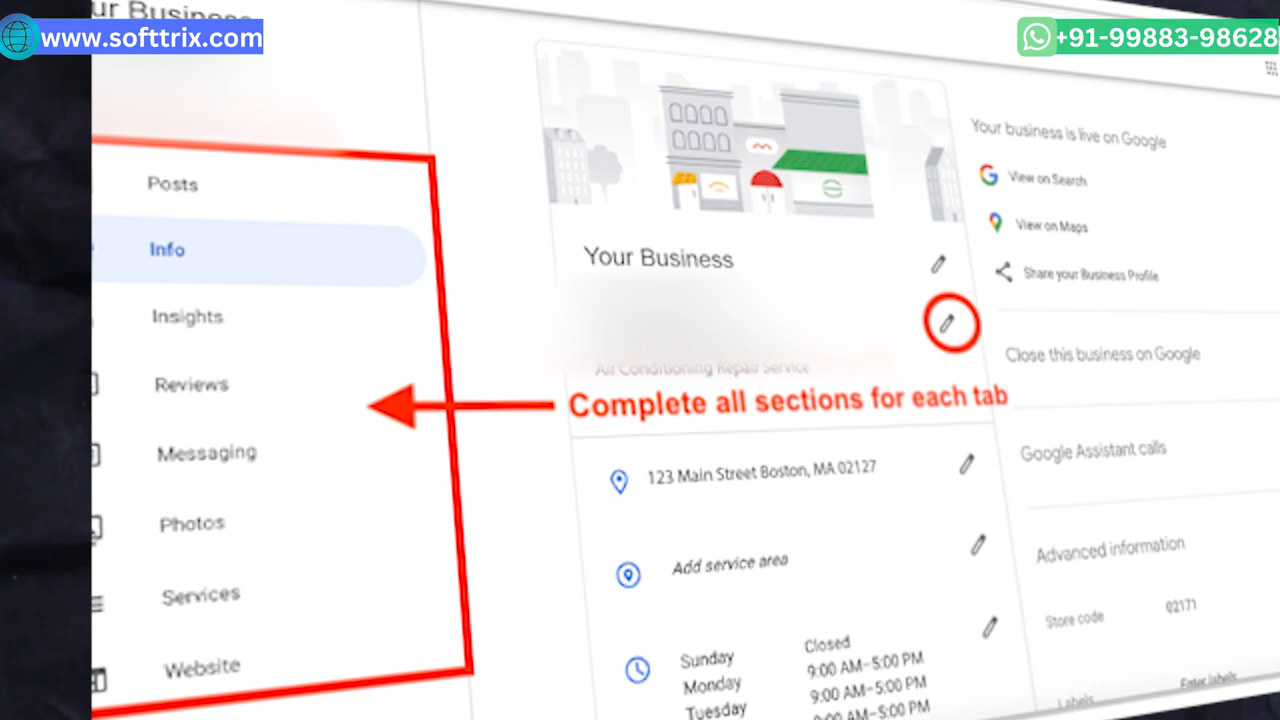 ur Business
www.softtrix.com
+91-99883-98628
Posts
Info
Insights
Reviews
Messaging
Photos
Services
Website
Your Business
Air Conditioning Repair Service
Complete all sections for each tab
123 Main Street Boston, MA 02127
Add service area
Sunday Closed
Monday 9:00 AM–5:00 PM
Tuesday 9:00 AM–5:00 PM
9:00 AM–5:00 PM
Your business is live on Google
View on Search
View on Maps
Share your Business Profile
Close this business on Google
Google Assistant calls
Advanced information
Store code 02171
Labels Enter labels